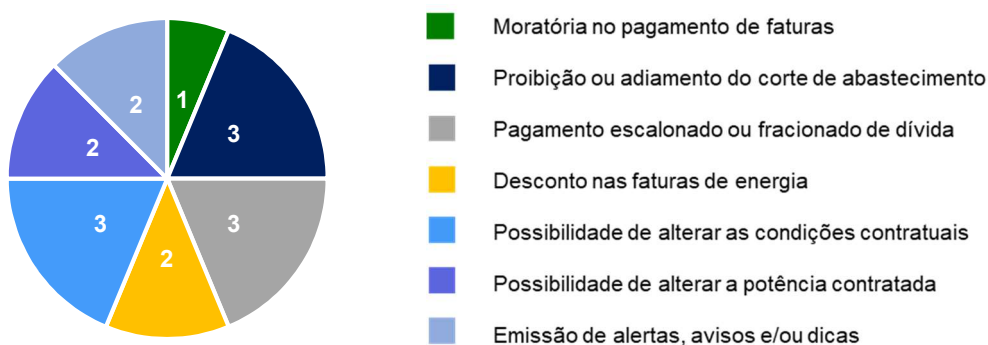 1
3
3
2
3
2
2
Moratória no pagamento de faturas
Proibição ou adiamento do corte de abastecimento
Pagamento escalonado ou fracionado de dívida
Desconto nas faturas de energia
Possibilidade de alterar as condições contratuais
Possibilidade de alterar a potência contratada
Emissão de alertas, avisos e/ou dicas